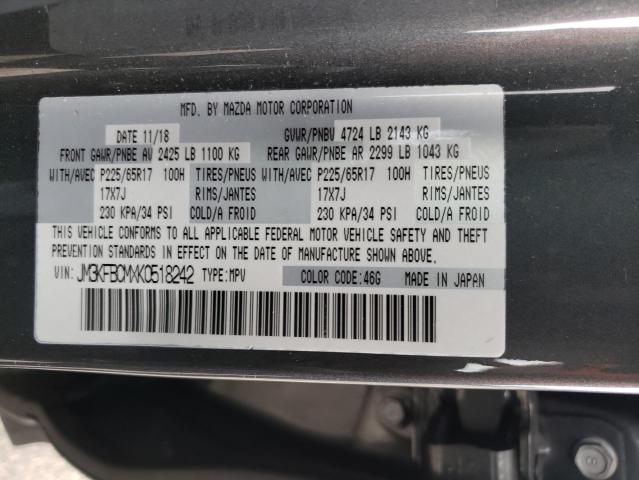 MFD. BY MAZDA MOTOR CORPORATION
DATE 11/18 GVWR/PNBV 4724 LB 2143 KG
FRONT GAWR/PNBE AV 2425 LB 1100 KG REAR GAWR/PNBE AR 2299 LB 1043 KG
WITH/AVEC P225/65R17 100H TIRES/PNEUS WITH/AVEC P225/65R17 100H TIRES/PNEUS
17X7J RIMS/JANTES 17X7J RIMS/JANTES
230 KPA/34 PSI COLD/A FROID 230 KPA/34 PSI COLD/A FROID
THIS VEHICLE CONFORMS TO ALL APPLICABLE FEDERAL MOTOR VEHICLE SAFETY AND THEFT
PREVENTION STANDARDS IN EFFECT ON THE DATE OF MANUFACTURE SHOWN ABOVE.
VIN: JM3KFBCMXK0518242 TYPE:MPV COLOR CODE:46G MADE IN JAPAN